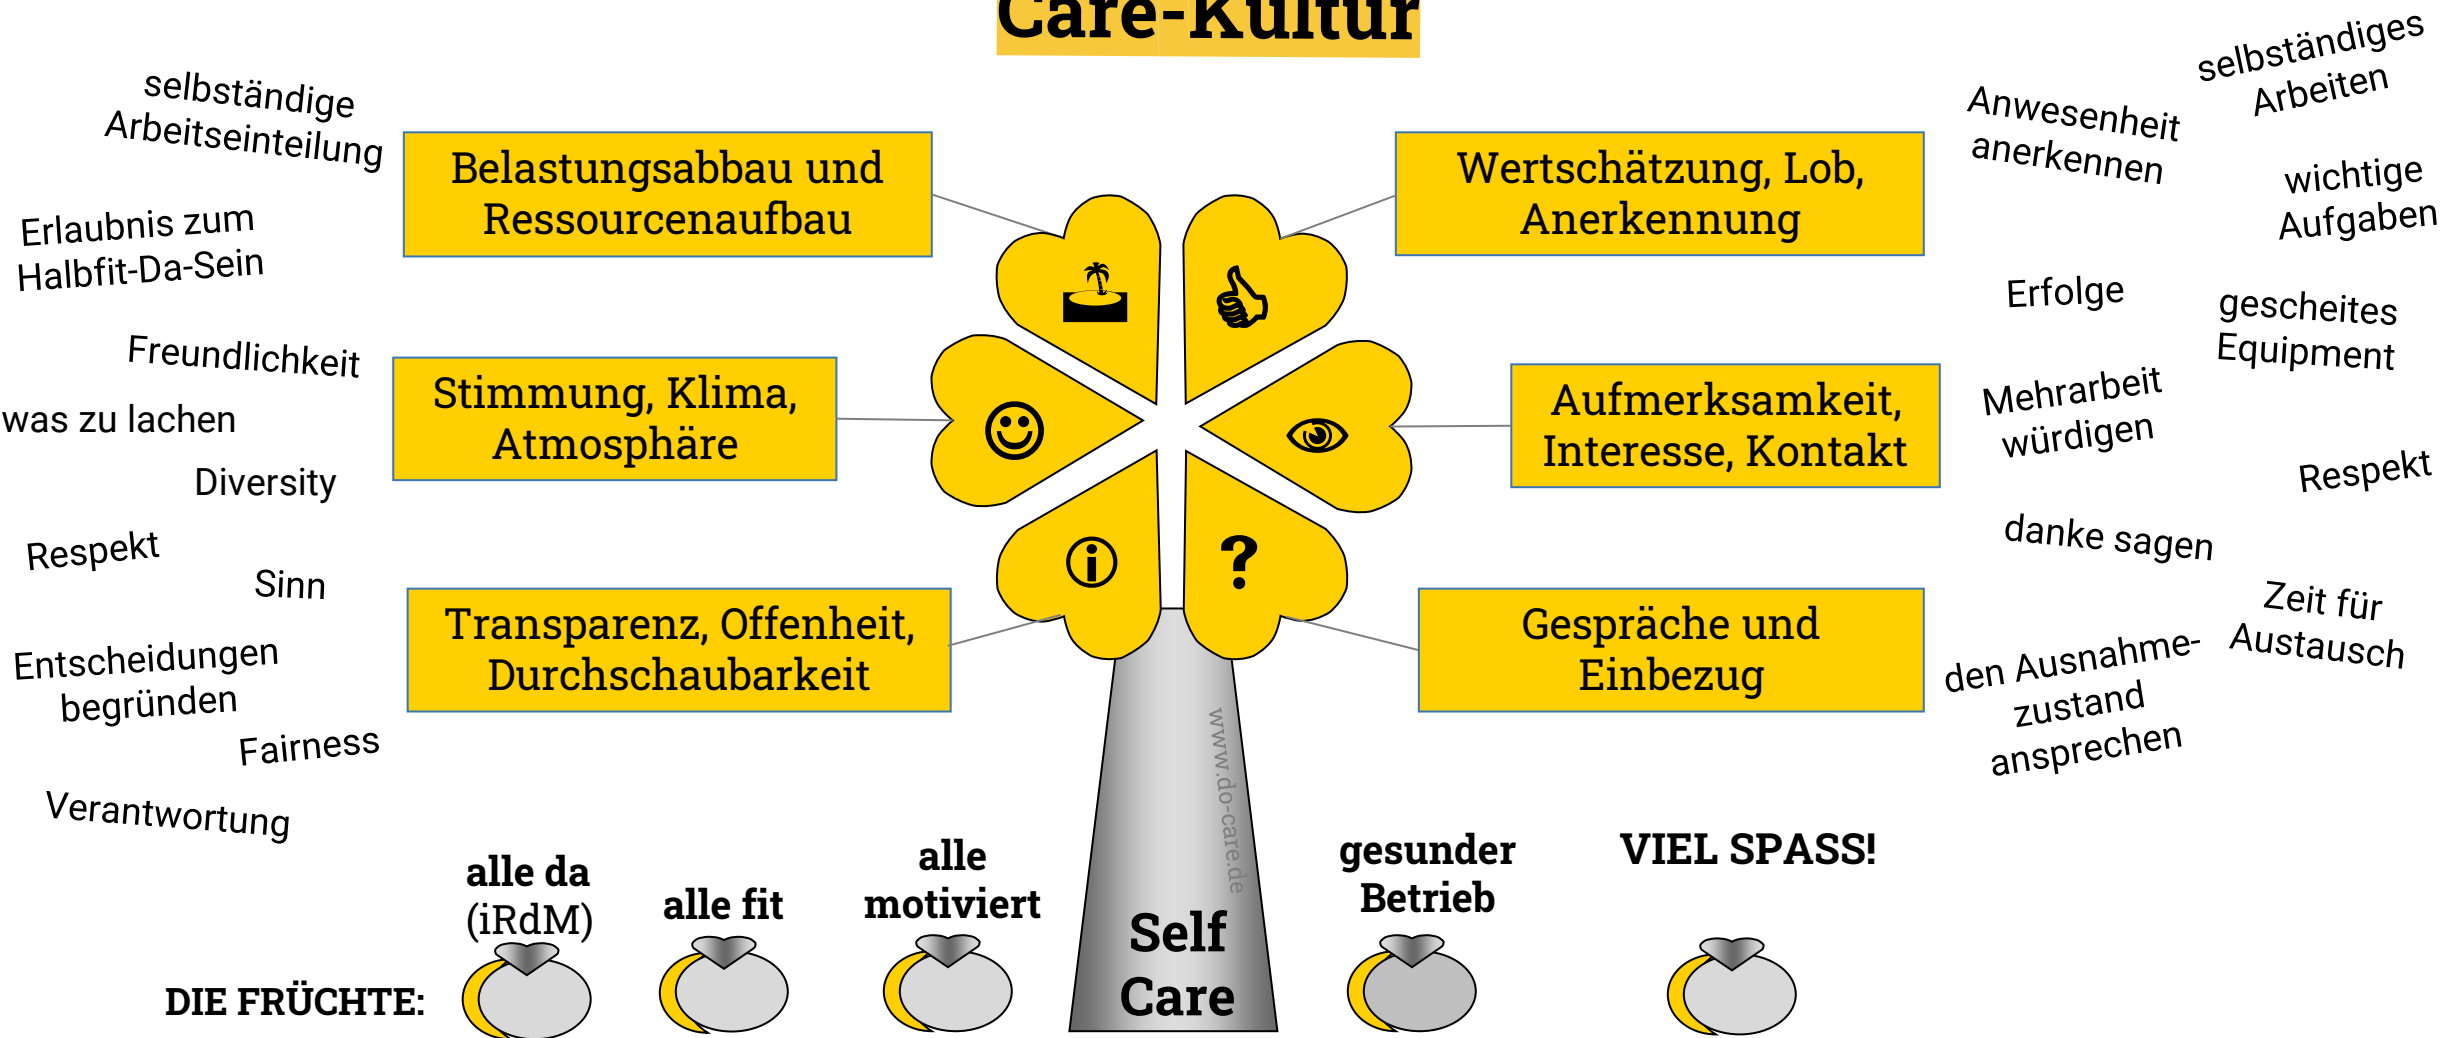 Care-Kultur
selbständige
Arbeitseinteilung
Erlaubnis zum
Halbfit-Da-Sein
Freundlichkeit
was zu lachen
Diversity
Respekt
Sinn
Entscheidungen
begründen
Fairness
Verantwortung
Belastungsabbau und
Ressourcenaufbau
Stimmung, Klima,
Atmosphäre
Transparenz, Offenheit,
Durchschaubarkeit
Wertschätzung, Lob,
Anerkennung
Aufmerksamkeit,
Interesse, Kontakt
Gespräche und
Einbezug
selbständiges
Arbeiten
Anwesenheit
anerkennen
wichtige
Aufgaben
Erfolge
gescheites
Equipment
Mehrarbeit
würdigen
Respekt
danke sagen
Zeit für
Austausch
den Ausnahme-
zustand
ansprechen
www.do-care.de
Self
Care
DIE FRÜCHTE:
alle da
(iRdM)
alle fit
alle
motiviert
gesunder
Betrieb
VIEL SPASS!